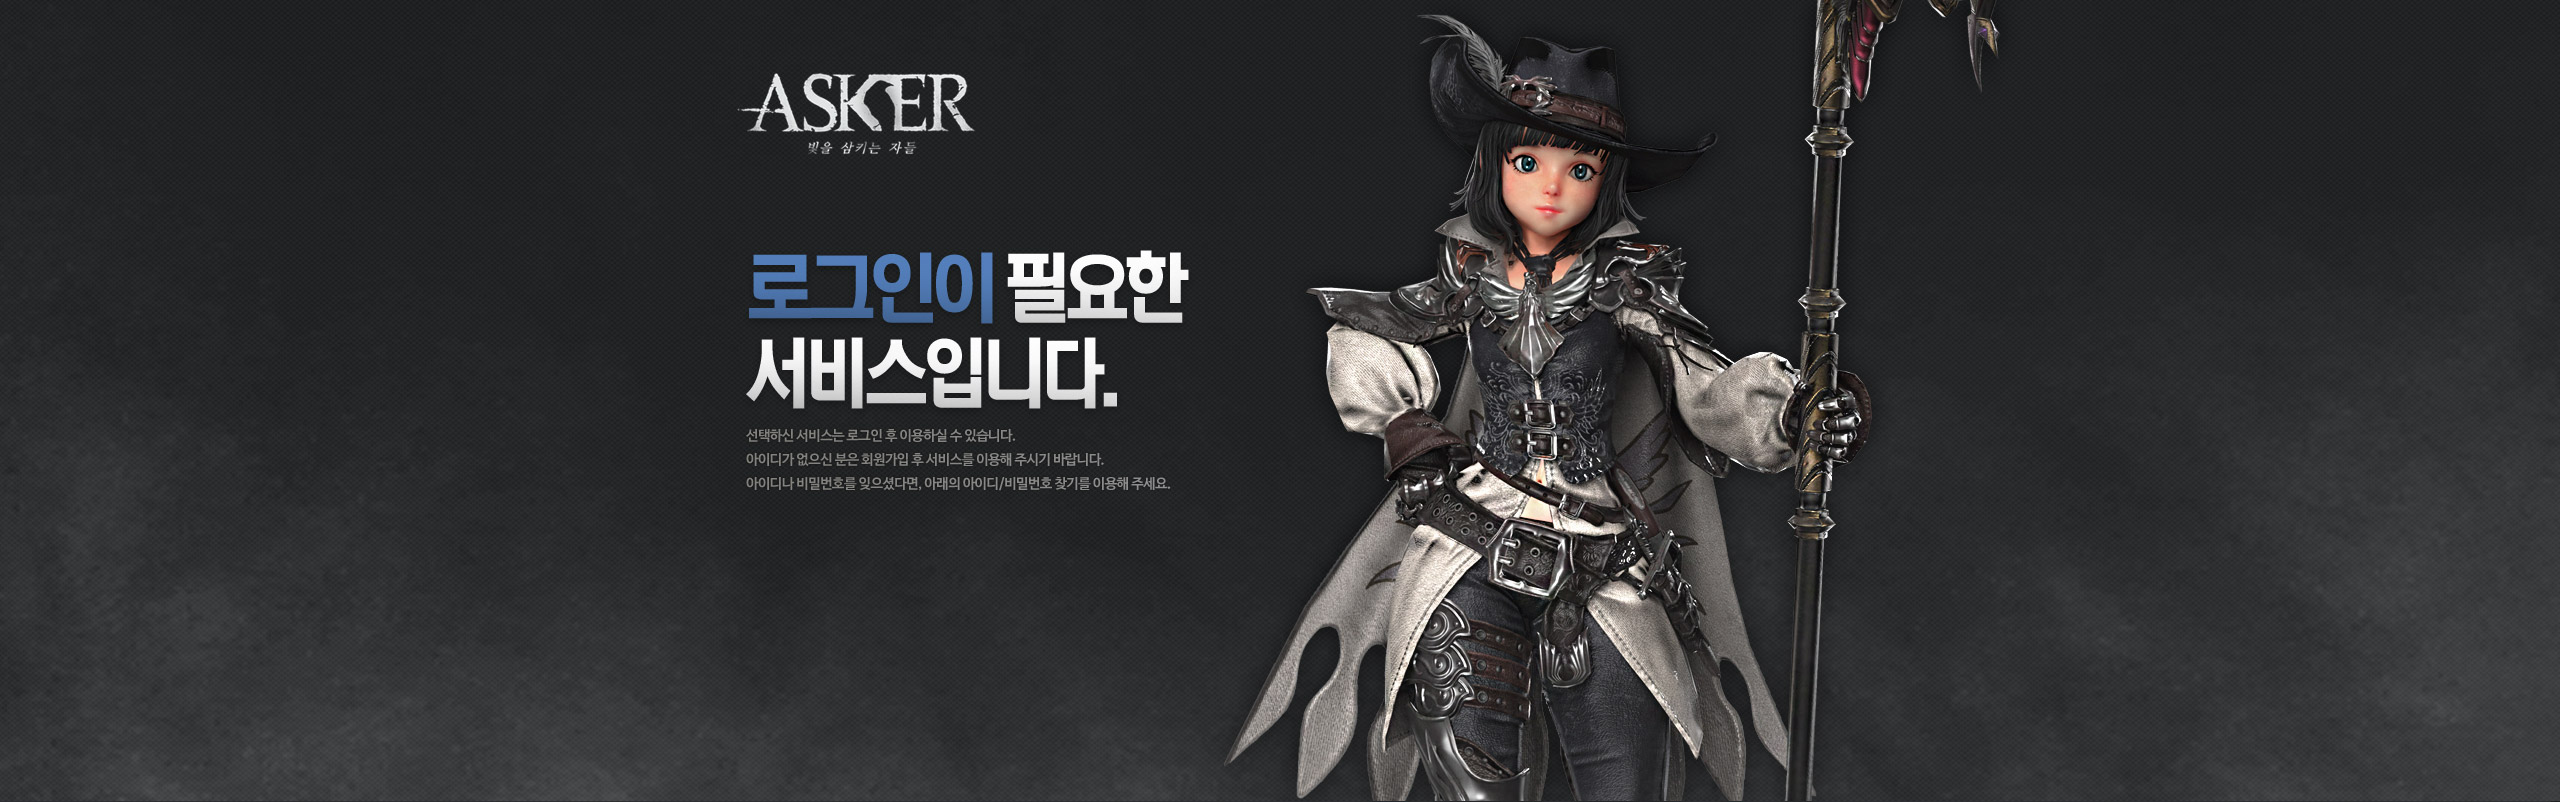 ASKER
빛을 삼키는 자들
로그인이 필요한
서비스입니다.
선택하신 서비스는 로그인 후 이용하실 수 있습니다.
아이디가 없으신 분은 회원가입 후 서비스를 이용해 주시기 바랍니다.
아이디나 비밀번호를 잊으셨다면, 아래의 아이디/비밀번호 찾기를 이용해 주세요.